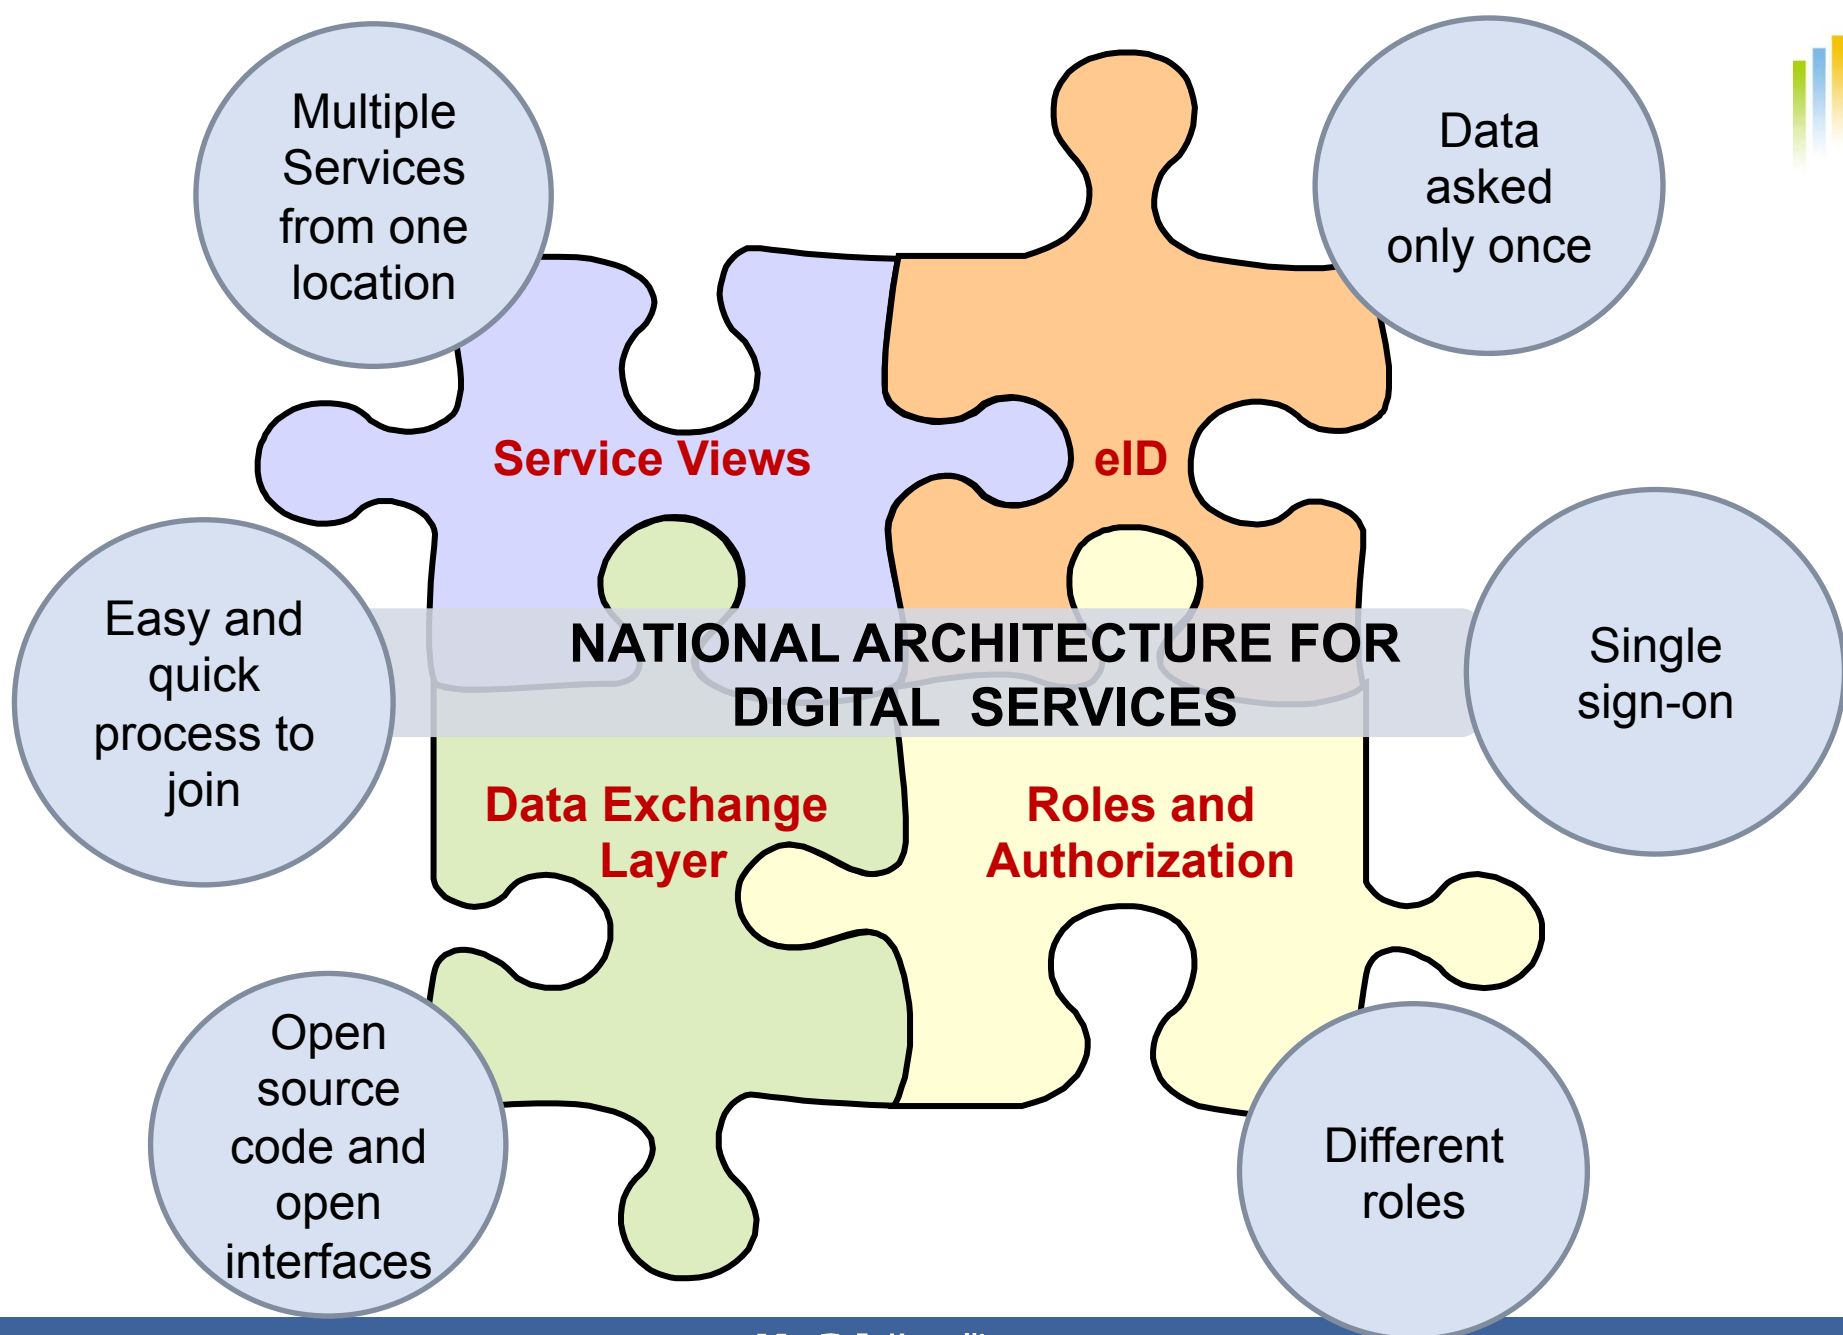 Multiple
Services
from one
location
Data
asked
only once
Service Views
eID
Easy and
quick
process to
join
NATIONAL ARCHITECTURE FOR
DIGITAL SERVICES
Single
sign-on
Data Exchange
Layer
Roles and
Authorization
Open
source
code and
open
interfaces
Different
roles